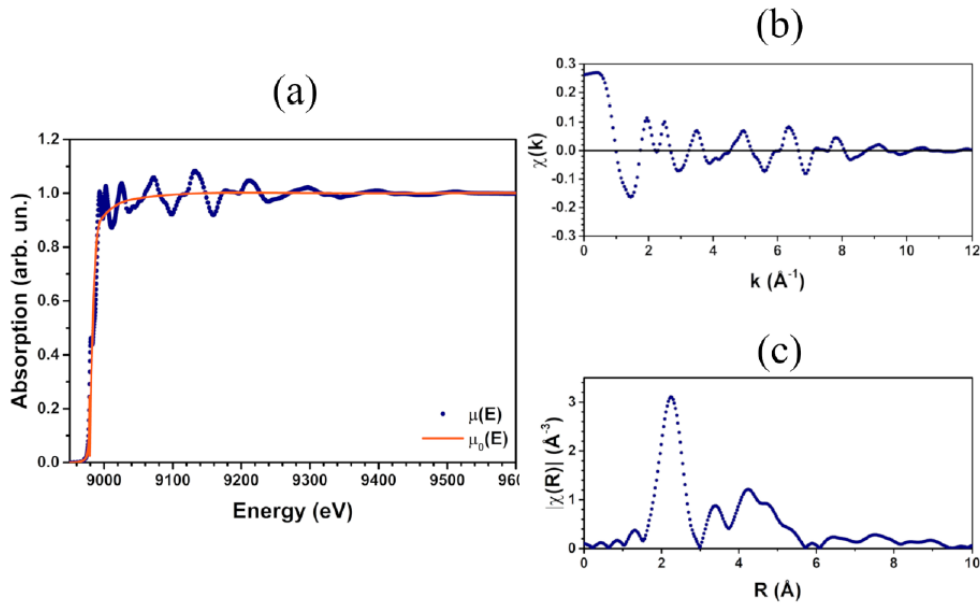 (a)
1.2
1.0
0.8
0.6
0.4
0.2
0.0
Absorption (arb. un.)
μ(E)
μ₀(E)
9000 9100 9200 9300 9400 9500 960
Energy (eV)
(b)
0.3
0.2
0.1
0.0
-0.1
-0.2
-0.3
χ(k)
0 2 4 6 8 10 12
k (Å⁻¹)
(c)
3
2
1
0
|χ(R)| (Å⁻³)
0 2 4 6 8 10
R (Å)